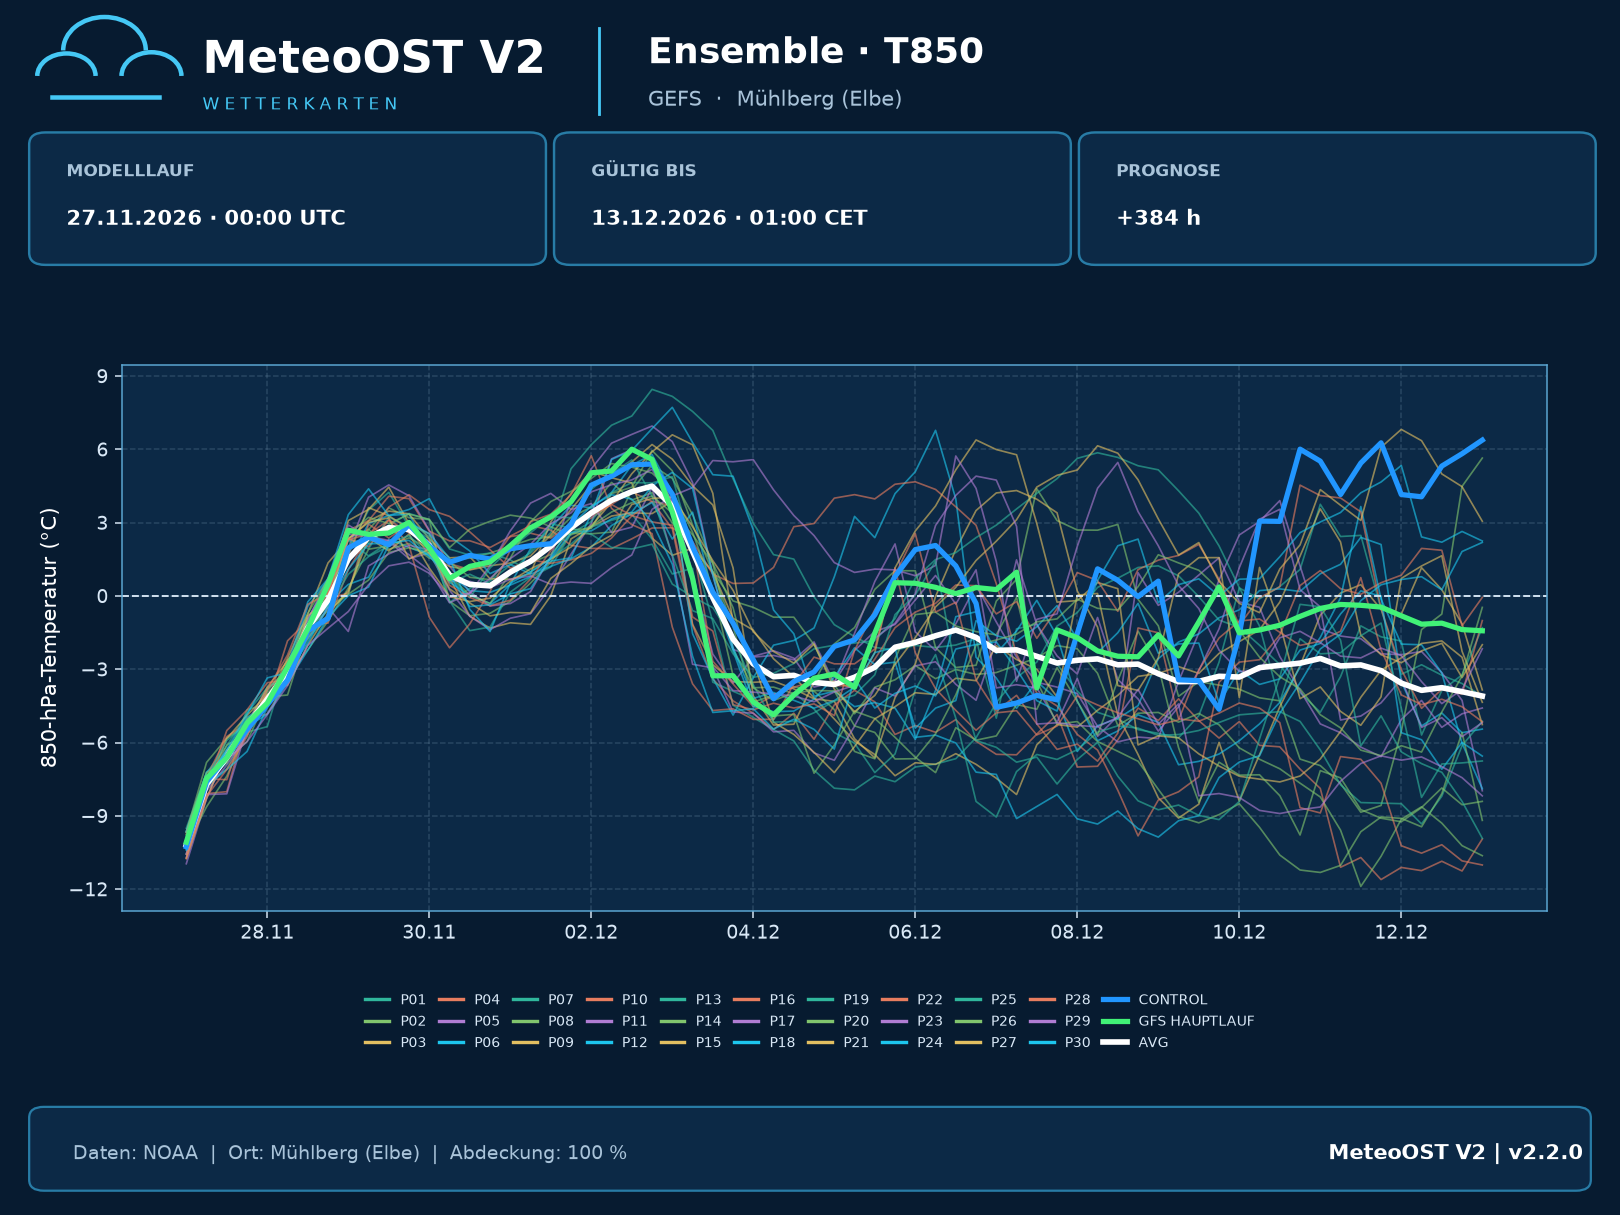 MeteoOST V2
WETTERKARTEN
Ensemble · T850
GEFS · Mühlberg (Elbe)
MODELLLAUF
27.11.2026 · 00:00 UTC
GÜLTIG BIS
13.12.2026 · 01:00 CET
PROGNOSE
+384 h
850-hPa-Temperatur (°C)
9
6
3
0
−3
−6
−9
−12
28.11 30.11 02.12 04.12 06.12 08.12 10.12 12.12
P01 P04 P07 P10 P13 P16 P19 P22 P25 P28 CONTROL
P02 P05 P08 P11 P14 P17 P20 P23 P26 P29 GFS HAUPTLAUF
P03 P06 P09 P12 P15 P18 P21 P24 P27 P30 AVG
Daten: NOAA | Ort: Mühlberg (Elbe) | Abdeckung: 100 %
MeteoOST V2 | v2.2.0